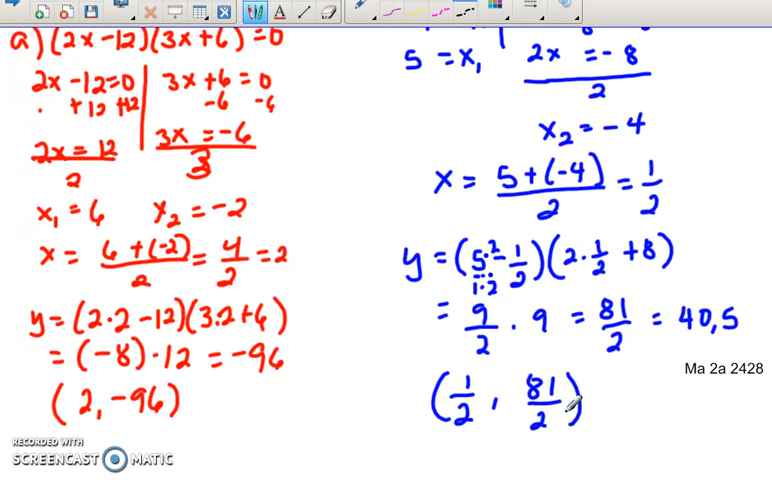 a) (2x - 12)(3x + 6) = 0
2x - 12 = 0 | 3x + 6 = 0
+12 +12 -6 -6
2x = 12 3x = -6
2 3
x₁ = 6 x₂ = -2
x = 6 + (-2) / 2 = 4/2 = 2
y = (2·2 - 12)(3·2 + 6)
= (-8) · 12 = -96
(2, -96)
5 = x₁
2x = -8
2
x₂ = -4
x = 5 + (-4) / 2 = 1/2
y = (5·2/1·2 - 1/2)(2 · 1/2 + 8)
= 9/2 · 9 = 81/2 = 40,5
(1/2, 81/2)
Ma 2a 2428
RECORDED WITH
SCREENCAST MATIC